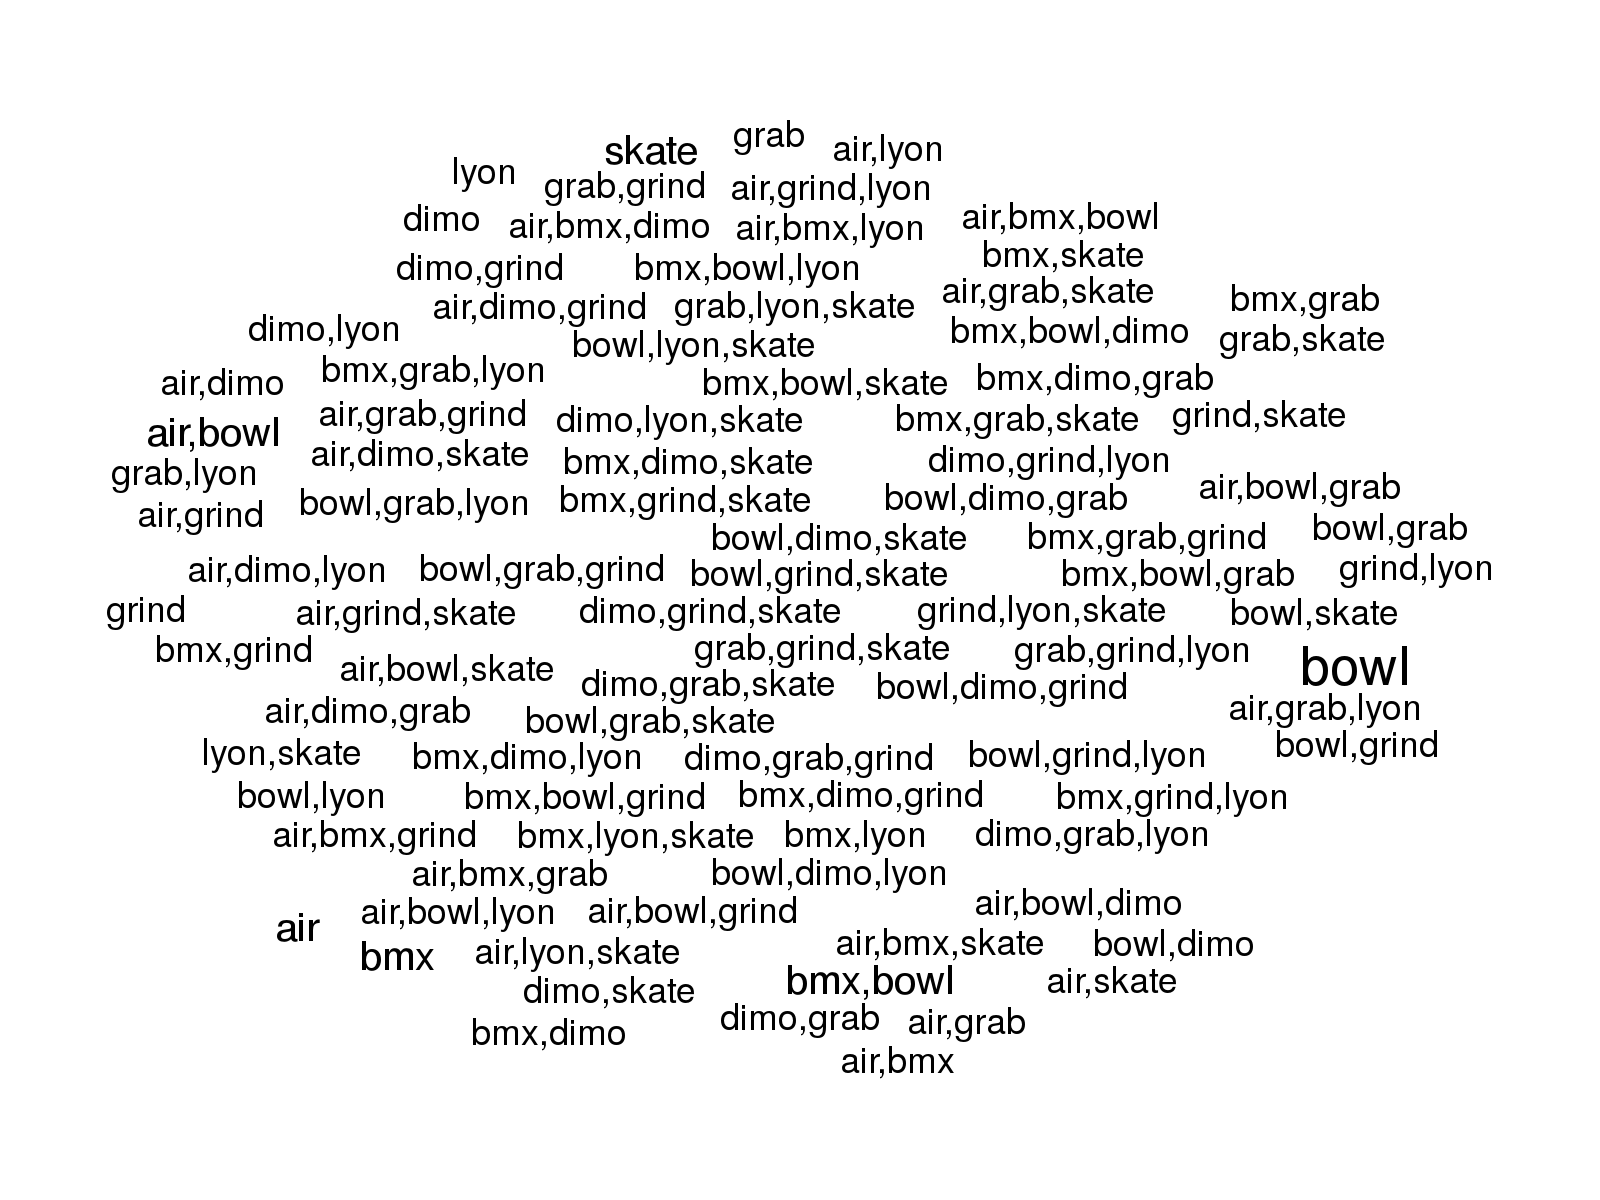 grab
skate
air,lyon
lyon
grab,grind
air,grind,lyon
dimo
air,bmx,dimo
air,bmx,lyon
air,bmx,bowl
bmx,skate
dimo,grind
bmx,bowl,lyon
air,grab,skate
bmx,grab
air,dimo,grind
grab,lyon,skate
dimo,lyon
bmx,bowl,dimo
grab,skate
bowl,lyon,skate
air,dimo
bmx,grab,lyon
bmx,bowl,skate
bmx,dimo,grab
air,bowl
air,grab,grind
dimo,lyon,skate
bmx,grab,skate
grind,skate
air,dimo,skate
bmx,dimo,skate
dimo,grind,lyon
grab,lyon
bowl,grab,lyon
bmx,grind,skate
bowl,dimo,grab
air,bowl,grab
air,grind
bowl,dimo,skate
bmx,grab,grind
bowl,grab
air,dimo,lyon
bowl,grab,grind
bowl,grind,skate
bmx,bowl,grab
grind,lyon
grind
air,grind,skate
dimo,grind,skate
grind,lyon,skate
bowl,skate
bmx,grind
grab,grind,skate
grab,grind,lyon
air,bowl,skate
bowl
dimo,grab,skate
bowl,dimo,grind
air,dimo,grab
bowl,grab,skate
air,grab,lyon
lyon,skate
bmx,dimo,lyon
dimo,grab,grind
bowl,grind,lyon
bowl,grind
bowl,lyon
bmx,bowl,grind
bmx,dimo,grind
bmx,grind,lyon
air,bmx,grind
bmx,lyon,skate
bmx,lyon
dimo,grab,lyon
air,bmx,grab
bowl,dimo,lyon
air
air,bowl,lyon
air,bowl,grind
air,bowl,dimo
bmx
air,lyon,skate
air,bmx,skate
bowl,dimo
dimo,skate
bmx,bowl
air,skate
bmx,dimo
dimo,grab
air,grab
air,bmx